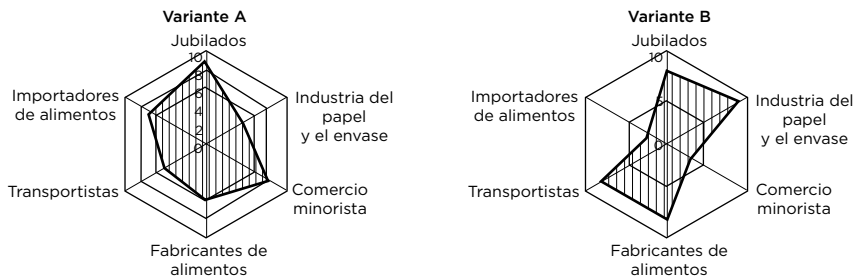 Variante A
Jubilados
10
8
6
4
2
0
Importadores
de alimentos
Industria del
papel
y el envase
Transportistas
Comercio
minorista
Fabricantes de
alimentos
Variante B
Jubilados
10
5
0
Importadores
de alimentos
Industria del
papel
y el envase
Transportistas
Comercio
minorista
Fabricantes de
alimentos